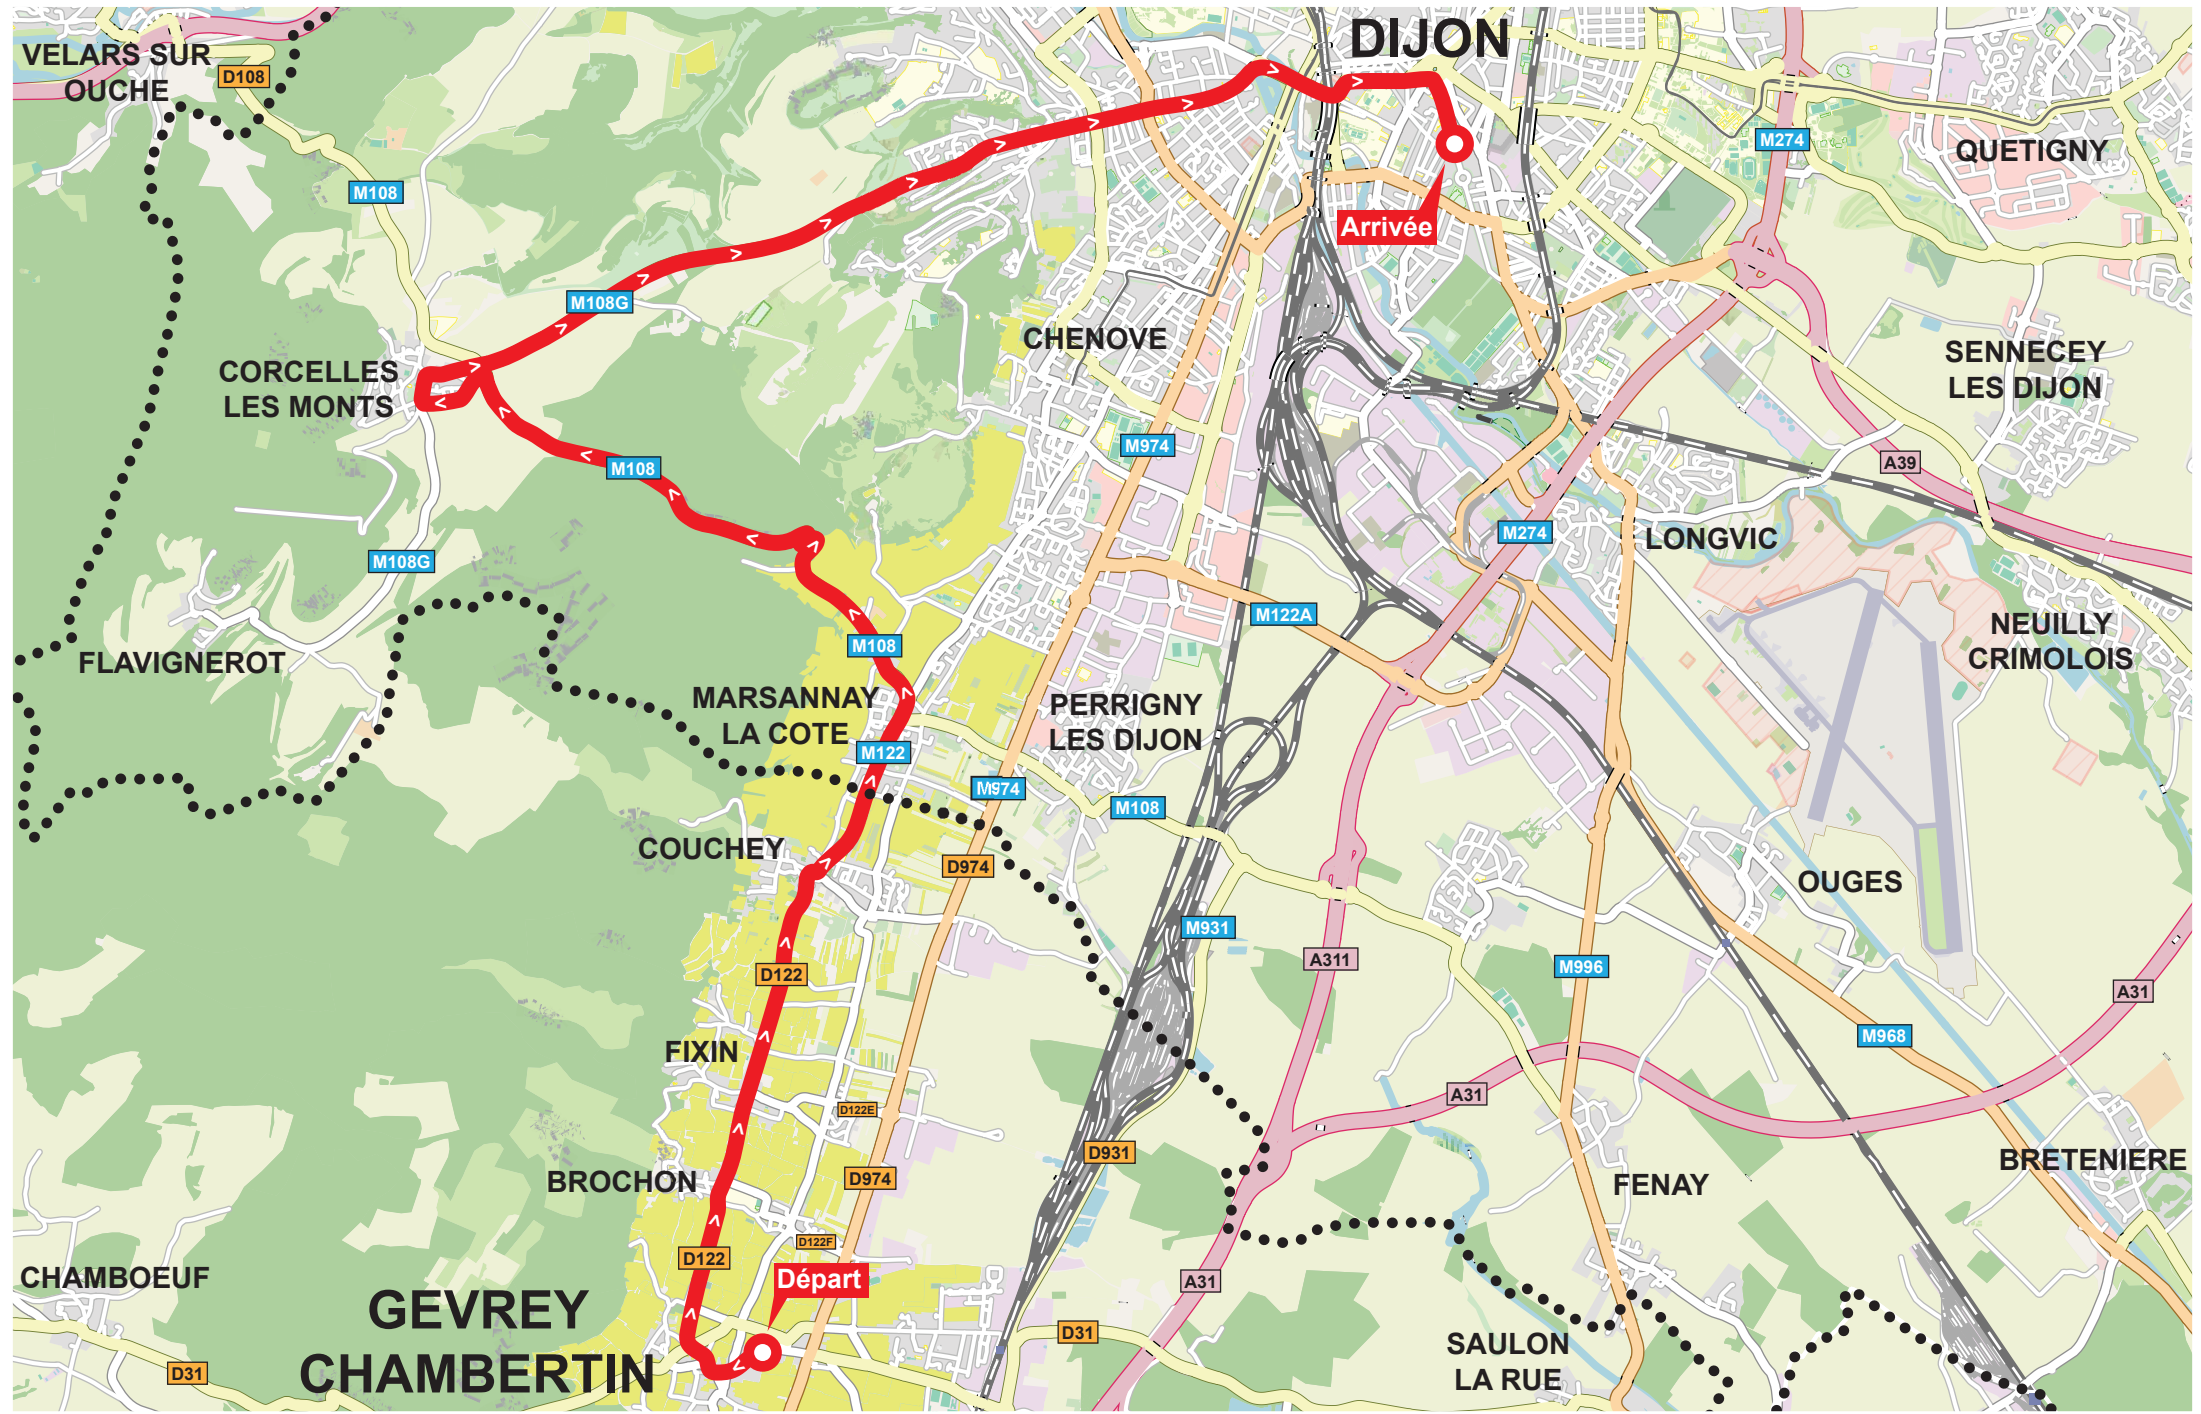 DIJON
VELARS SUR
OUCHE
D108
M274
QUETIGNY
M108
Arrivée
M108G
CHENOVE
SENNECEY
LES DIJON
CORCELLES
LES MONTS
M974
A39
M108
M274
LONGVIC
M108G
M122A
NEUILLY
CRIMOLOIS
M108
FLAVIGNEROT
MARSANNAY
LA COTE
PERRIGNY
LES DIJON
M122
M974
M108
COUCHEY
D974
OUGES
M931
A311
M996
D122
A31
M968
FIXIN
A31
D122E
D931
BRETENIERE
BROCHON
D974
FENAY
D122F
D122
Départ
A31
CHAMBOEUF
GEVREY
CHAMBERTIN
D31
SAULON
LA RUE
D31